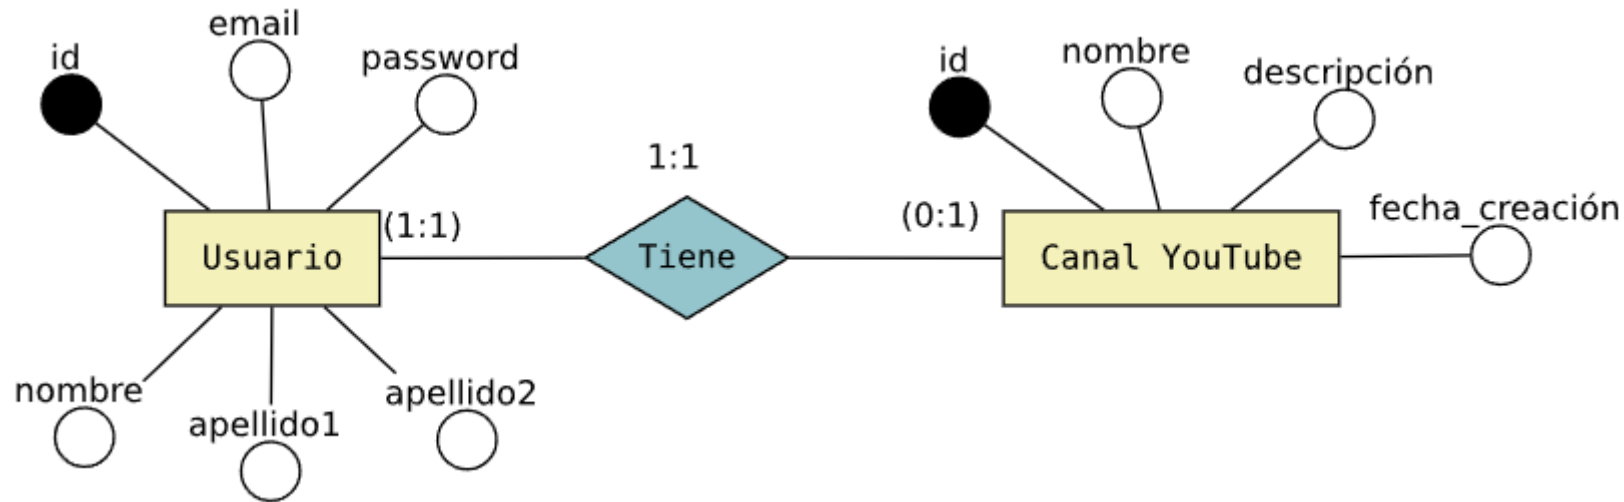 email
id
password
id
nombre
descripción
1:1
(1:1)
(0:1)
fecha_creación
Usuario
Tiene
Canal YouTube
nombre
apellido1
apellido2